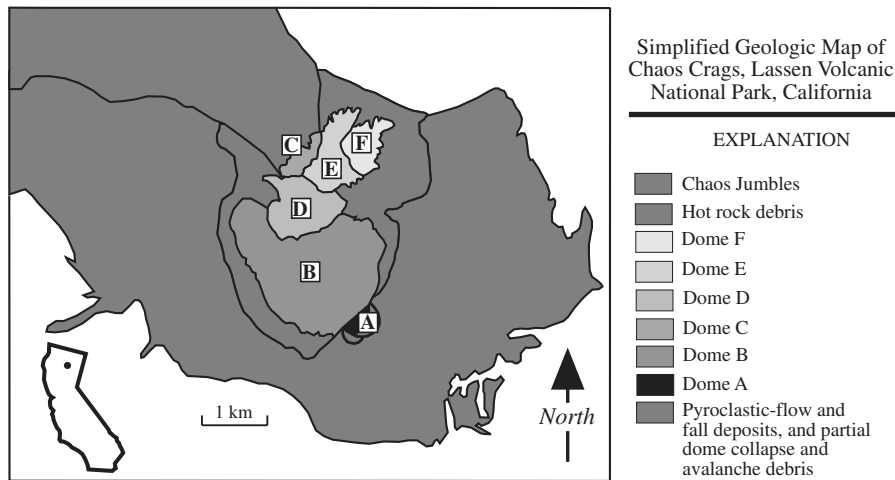 Simplified Geologic Map of
Chaos Crags, Lassen Volcanic
National Park, California
EXPLANATION
Chaos Jumbles
Hot rock debris
Dome F
Dome E
Dome D
Dome C
Dome B
Dome A
Pyroclastic-flow and
fall deposits, and partial
dome collapse and
avalanche debris
C
F
E
D
B
A
1 km
North